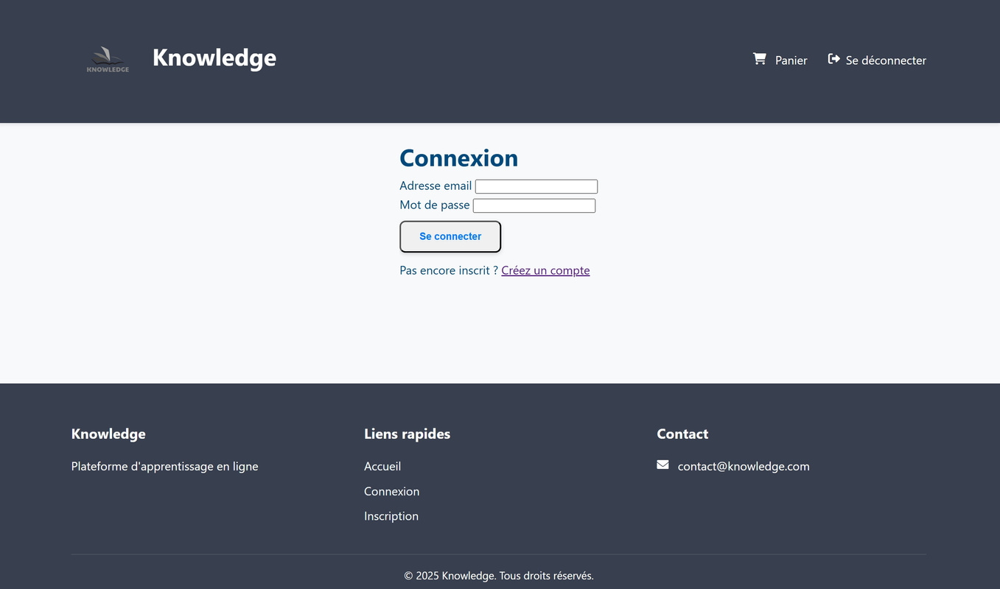 KNOWLEDGE
Knowledge
Panier
Se déconnecter
Connexion
Adresse email
Mot de passe
Se connecter
Pas encore inscrit ? Créez un compte
Knowledge
Plateforme d'apprentissage en ligne
Liens rapides
Accueil
Connexion
Inscription
Contact
contact@knowledge.com
© 2025 Knowledge. Tous droits réservés.